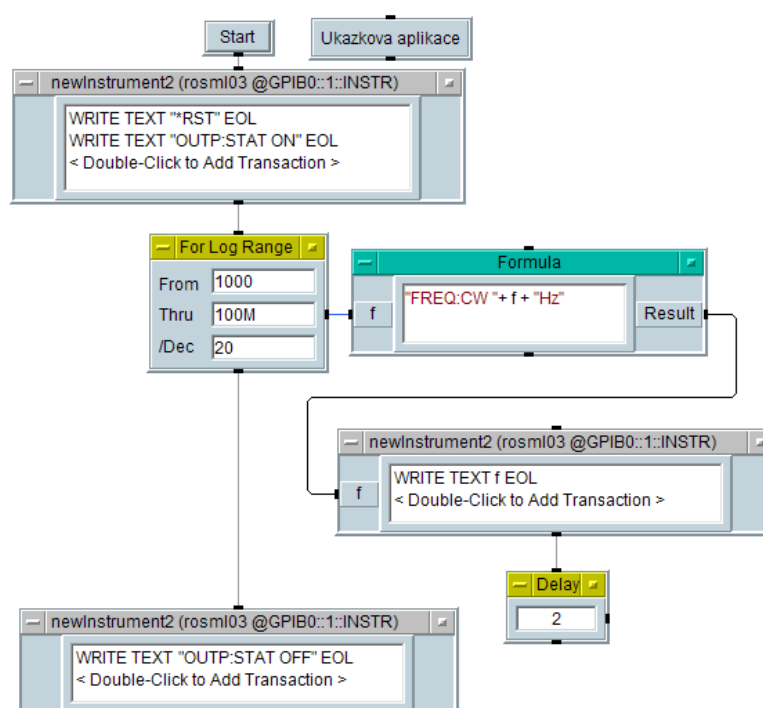 Start
Ukazkova aplikace
newInstrument2 (rosml03 @GPIB0::1::INSTR)
WRITE TEXT "*RST" EOL
WRITE TEXT "OUTP:STAT ON" EOL
< Double-Click to Add Transaction >
For Log Range
From 1000
Thru 100M
/Dec 20
Formula
f
"FREQ:CW "+ f + "Hz"
Result
newInstrument2 (rosml03 @GPIB0::1::INSTR)
f
WRITE TEXT f EOL
< Double-Click to Add Transaction >
Delay
2
newInstrument2 (rosml03 @GPIB0::1::INSTR)
WRITE TEXT "OUTP:STAT OFF" EOL
< Double-Click to Add Transaction >